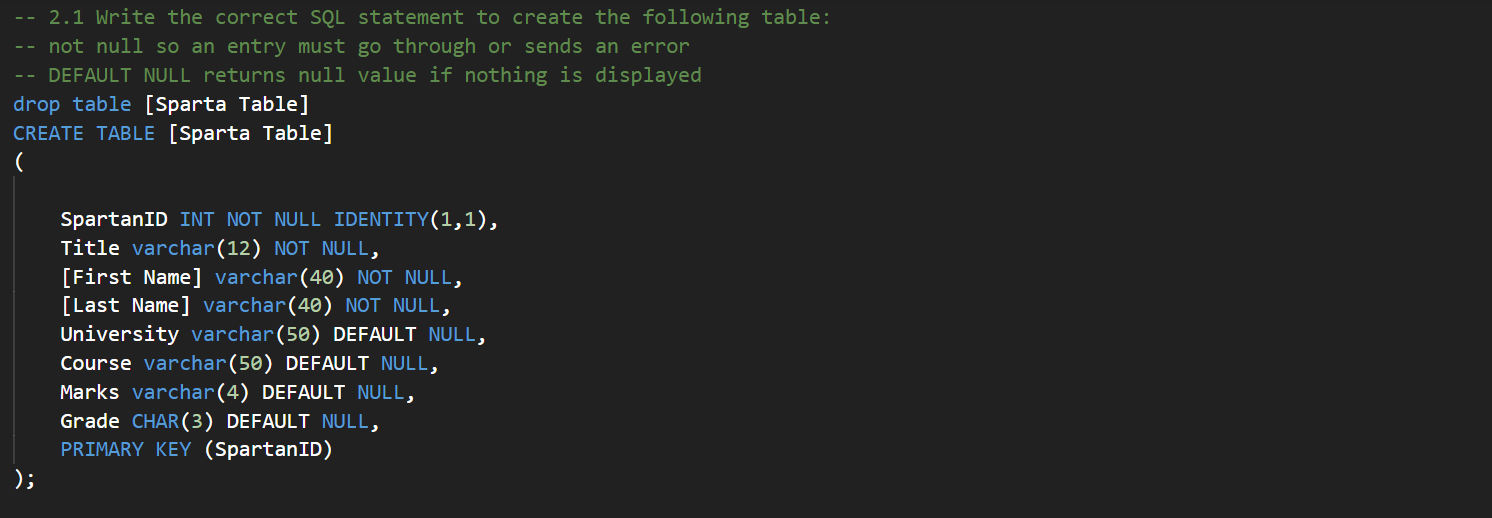 -- 2.1 Write the correct SQL statement to create the following table:
-- not null so an entry must go through or sends an error
-- DEFAULT NULL returns null value if nothing is displayed
drop table [Sparta Table]
CREATE TABLE [Sparta Table]
(
SpartanID INT NOT NULL IDENTITY(1,1),
Title varchar(12) NOT NULL,
[First Name] varchar(40) NOT NULL,
[Last Name] varchar(40) NOT NULL,
University varchar(50) DEFAULT NULL,
Course varchar(50) DEFAULT NULL,
Marks varchar(4) DEFAULT NULL,
Grade CHAR(3) DEFAULT NULL,
PRIMARY KEY (SpartanID)
);